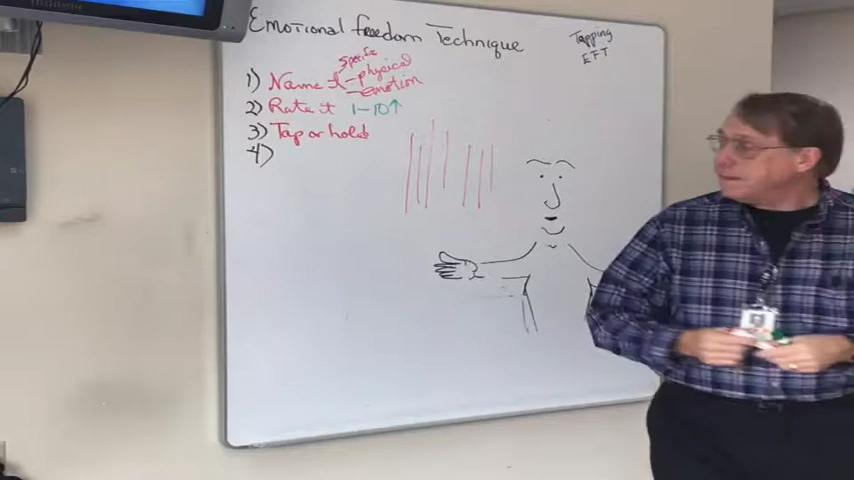 Emotional freedom Technique
Tapping
EFT
specific
1) Name it - physical
- emotion
2) Rate it 1-10↑
3) Tap or hold
4)